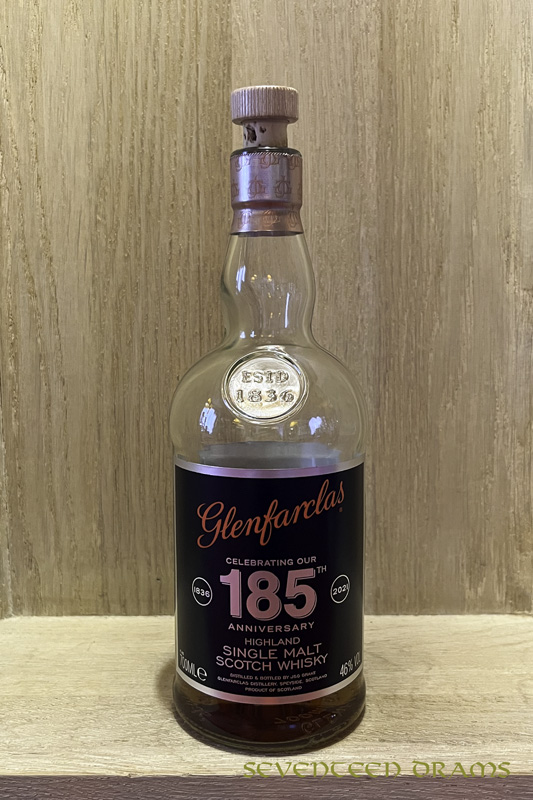 ESTD
1836
Glenfarclas
CELEBRATING OUR
185TH
1836
2021
ANNIVERSARY
HIGHLAND
SINGLE MALT
SCOTCH WHISKY
700MLe
46% VOL
DISTILLED & BOTTLED BY J.&G. GRANT
GLENFARCLAS DISTILLERY, SPEYSIDE, SCOTLAND
PRODUCT OF SCOTLAND
SEVENTEEN DRAMS